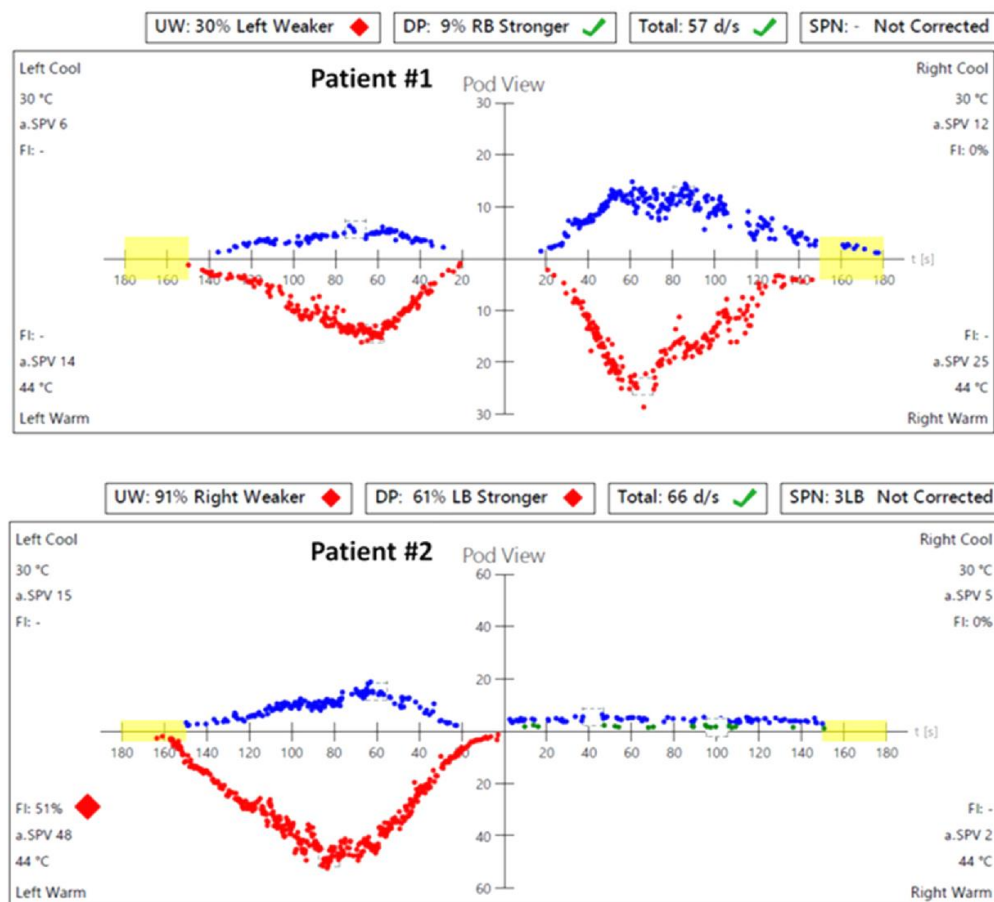 UW: 30% Left Weaker DP: 9% RB Stronger Total: 57 d/s SPN: - Not Corrected
Left Cool Patient #1 Pod View Right Cool
30 °C 30 30 °C
a.SPV 6 a.SPV 12
FI: - 20 FI: 0%
10
180 160 140 120 100 80 60 40 20 20 40 60 80 100 120 140 160 180 t [s]
10
FI: - FI: -
a.SPV 14 20 a.SPV 25
44 °C 44 °C
Left Warm 30 Right Warm
UW: 91% Right Weaker DP: 61% LB Stronger Total: 66 d/s SPN: 3LB Not Corrected
Left Cool Patient #2 Pod View Right Cool
30 °C 60 30 °C
a.SPV 15 a.SPV 5
FI: - 40 FI: 0%
20
180 160 140 120 100 80 60 40 20 20 40 60 80 100 120 140 160 180 t [s]
20
FI: 51% FI: -
a.SPV 48 40 a.SPV 2
44 °C 44 °C
Left Warm 60 Right Warm